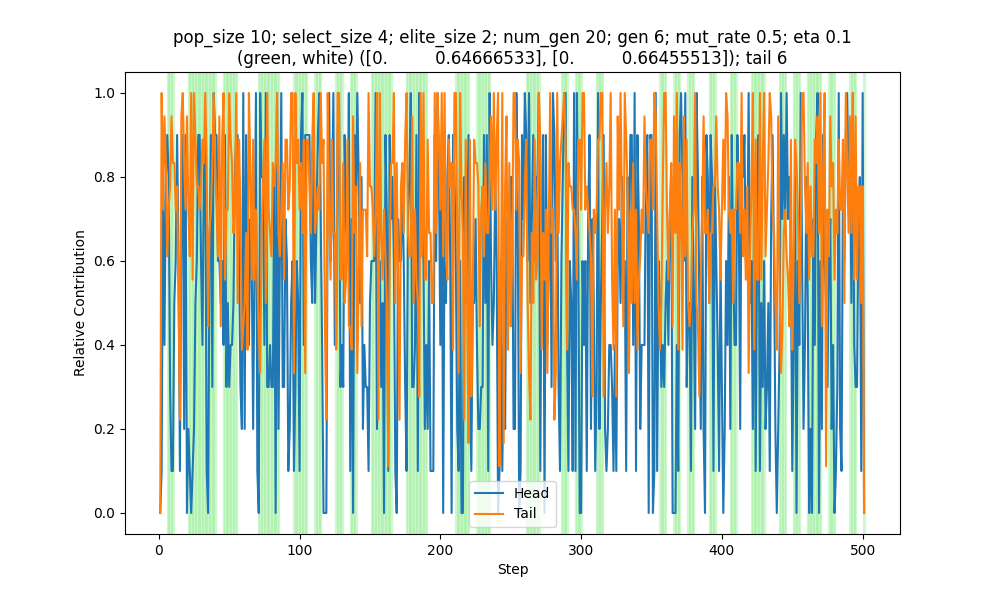 pop_size 10; select_size 4; elite_size 2; num_gen 20; gen 6; mut_rate 0.5; eta 0.1
(green, white) ([0. 0.64666533], [0. 0.66455513]); tail 6
1.0
0.8
0.6
0.4
0.2
0.0
Relative Contribution
Head
Tail
0 100 200 300 400 500
Step